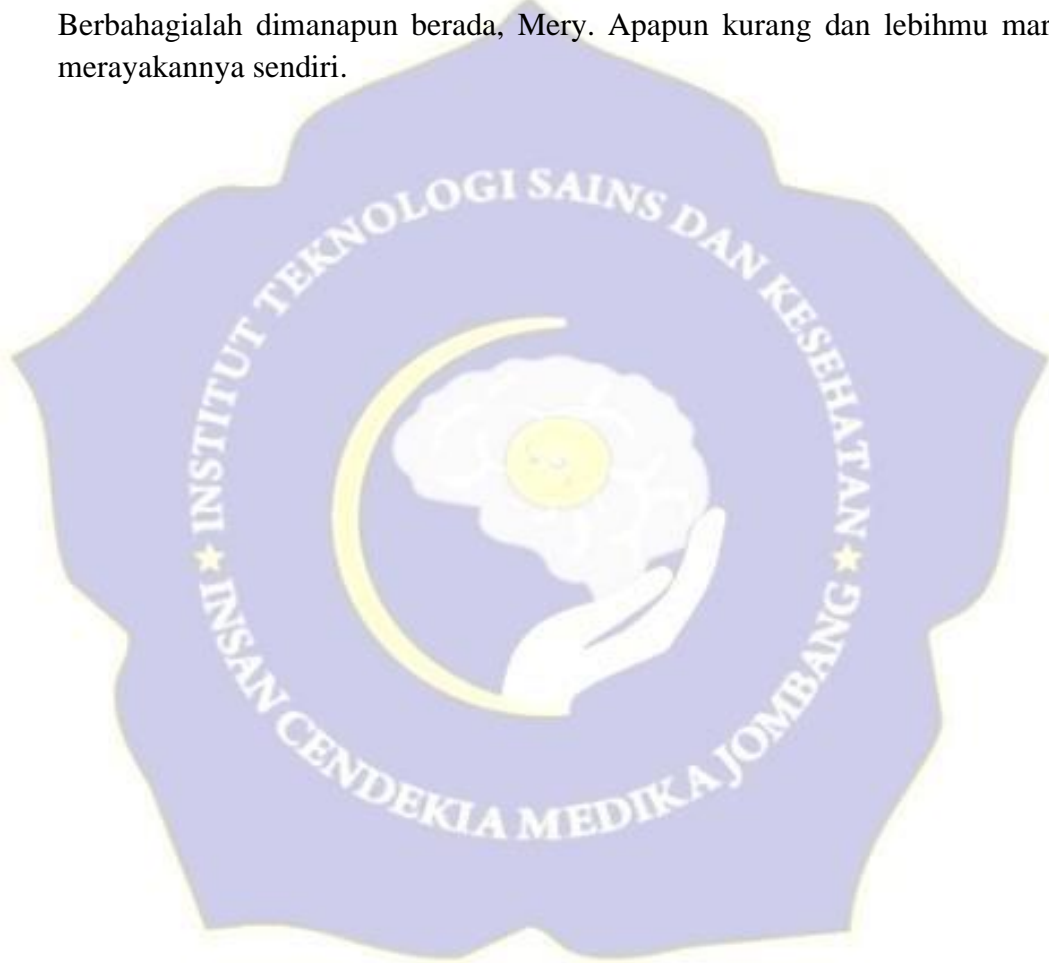 Berbahagialah dimanapun berada, Mery. Apapun kurang dan lebihmu
merayakannya sendiri.
INSTITUT TEKNOLOGI SAINS DAN KESEHATAN
INSAN CENDEKIA MEDIKA JOMBANG